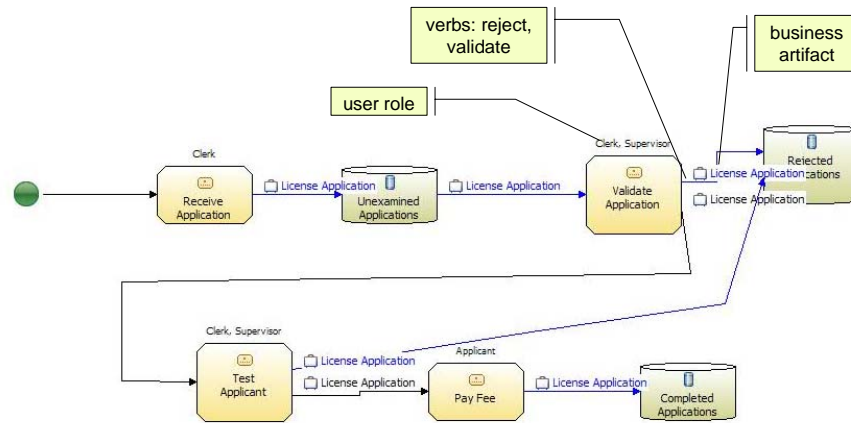 verbs: reject,
validate
business
artifact
user role
Clerk
Receive
Application
License Application
Unexamined
Applications
License Application
Clerk, Supervisor
Validate
Application
License Application
License Application
Rejected
Clerk, Supervisor
Test
Applicant
License Application
License Application
Applicant
Pay Fee
License Application
Completed
Applications